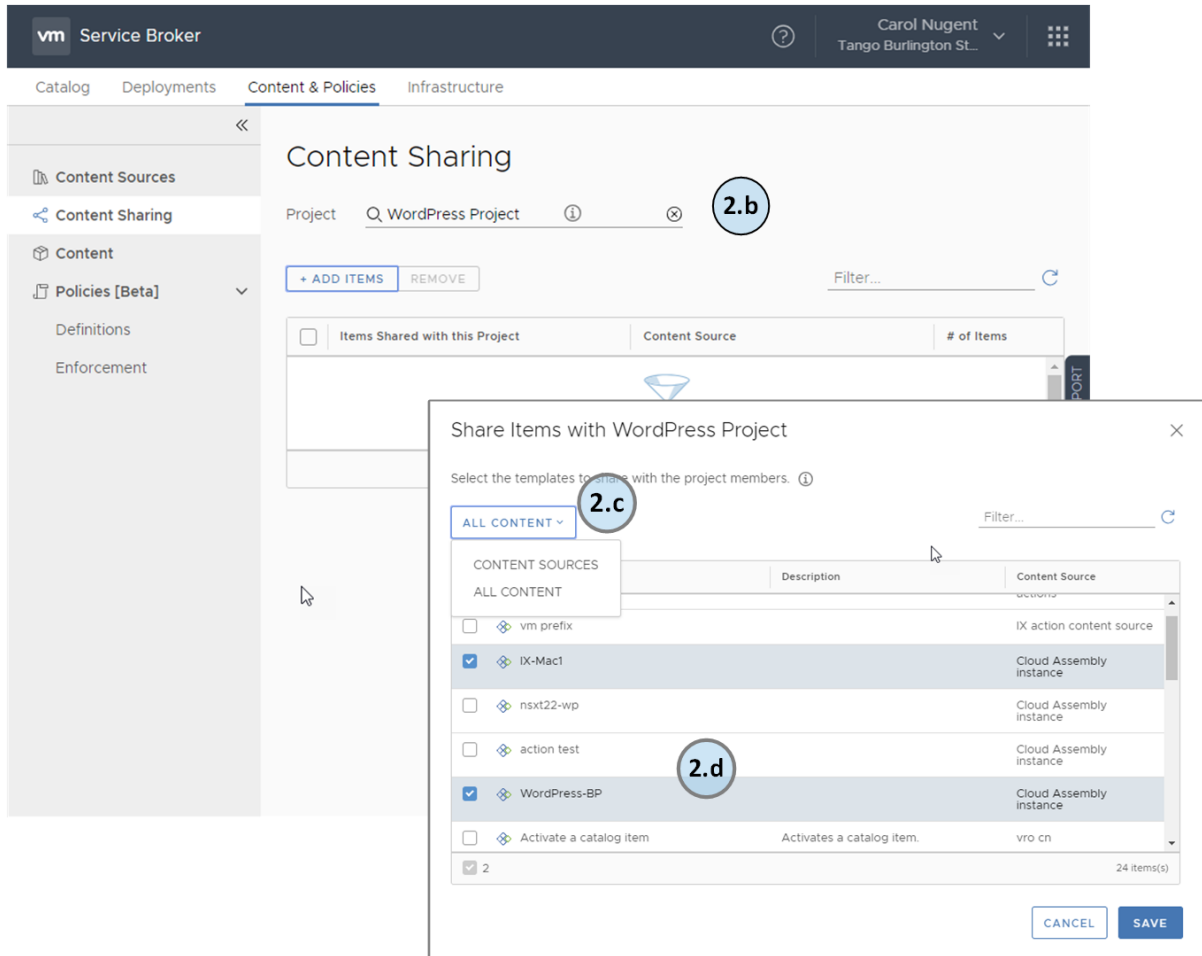 vm Service Broker
Carol Nugent
Tango Burlington St...
Catalog Deployments Content & Policies Infrastructure
Content Sources
Content Sharing
Content
Policies [Beta]
Definitions
Enforcement
Content Sharing
Project WordPress Project
2.b
+ ADD ITEMS REMOVE
Filter...
Items Shared with this Project Content Source # of Items
PORT
Share Items with WordPress Project
Select the templates to share with the project members.
2.c
ALL CONTENT
Filter...
CONTENT SOURCES
ALL CONTENT
Description Content Source
actions
vm prefix IX action content source
IX-Mac1 Cloud Assembly
instance
nsxt22-wp Cloud Assembly
instance
action test Cloud Assembly
instance
2.d
WordPress-BP Cloud Assembly
instance
Activate a catalog item Activates a catalog item. vro cn
2 24 items(s)
CANCEL SAVE